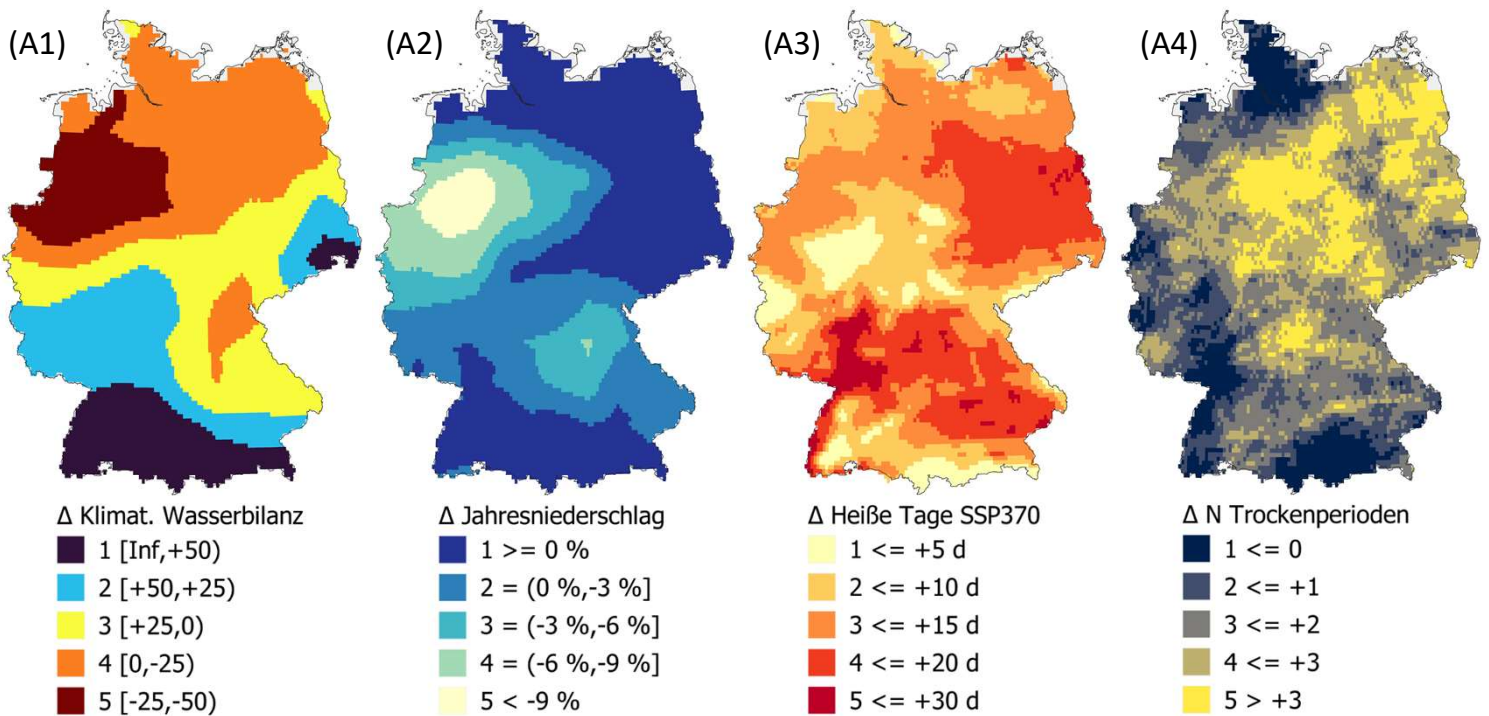 (A1)
(A2)
(A3)
(A4)
Δ Klimat. Wasserbilanz
1 [Inf,+50)
2 [+50,+25)
3 [+25,0)
4 [0,-25)
5 [-25,-50)
Δ Jahresniederschlag
1 >= 0 %
2 = (0 %,-3 %]
3 = (-3 %,-6 %]
4 = (-6 %,-9 %]
5 < -9 %
Δ Heiße Tage SSP370
1 <= +5 d
2 <= +10 d
3 <= +15 d
4 <= +20 d
5 <= +30 d
Δ N Trockenperioden
1 <= 0
2 <= +1
3 <= +2
4 <= +3
5 > +3